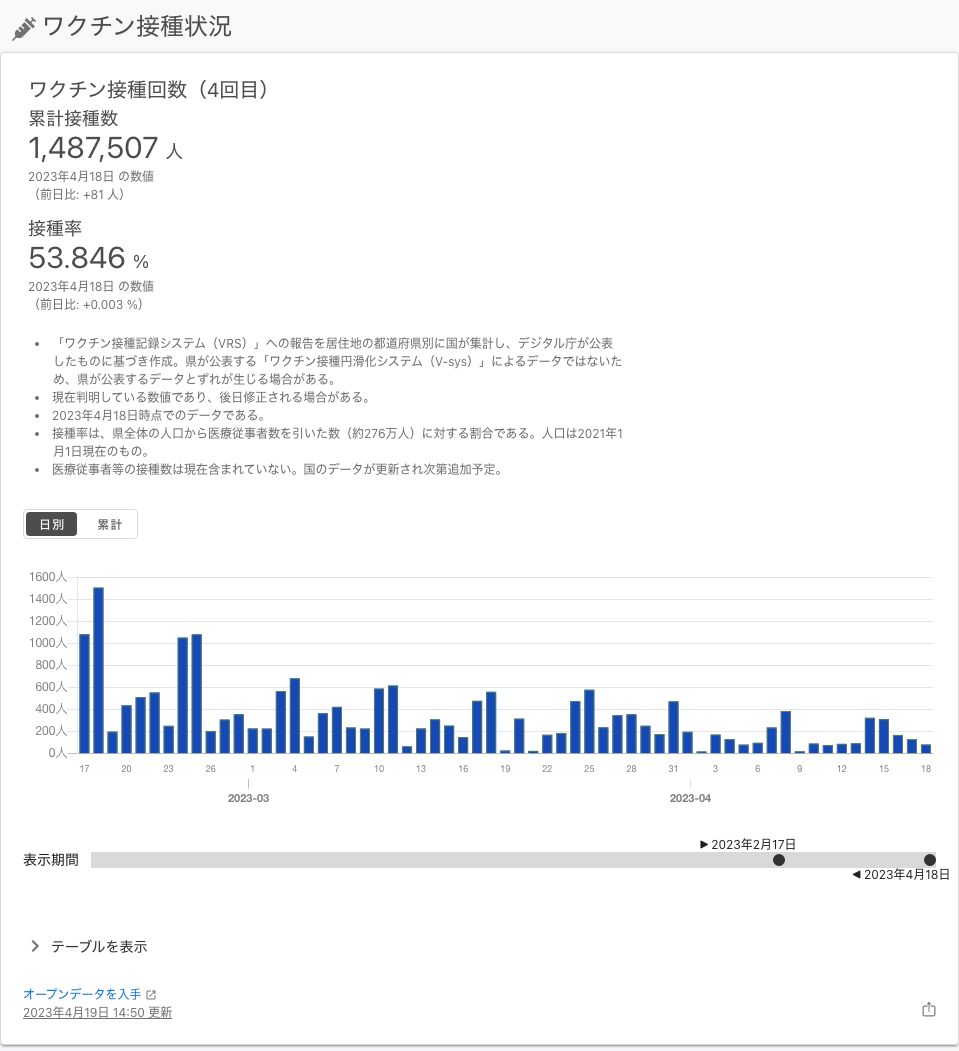 ワクチン接種状況
ワクチン接種回数（4回目）
累計接種数
1,487,507 人
2023年4月18日 の数値
（前日比: +81 人）
接種率
53.846 %
2023年4月18日 の数値
（前日比: +0.003 %）
• 「ワクチン接種記録システム（VRS）」への報告を居住地の都道府県別に国が集計し、デジタル庁が公表
したものに基づき作成。県が公表する「ワクチン接種円滑化システム（V-sys）」によるデータではないた
め、県が公表するデータとずれが生じる場合がある。
• 現在判明している数値であり、後日修正される場合がある。
• 2023年4月18日時点でのデータである。
• 接種率は、県全体の人口から医療従事者数を引いた数（約276万人）に対する割合である。人口は2021年1
月1日現在のもの。
• 医療従事者等の接種数は現在含まれていない。国のデータが更新され次第追加予定。
日別 累計
1600人
1400人
1200人
1000人
800人
600人
400人
200人
0人
17 20 23 26 1 4 7 10 13 16 19 22 25 28 31 3 6 9 12 15 18
2023-03 2023-04
▶ 2023年2月17日
表示期間
◀ 2023年4月18日
テーブルを表示
オープンデータを入手
2023年4月19日 14:50 更新